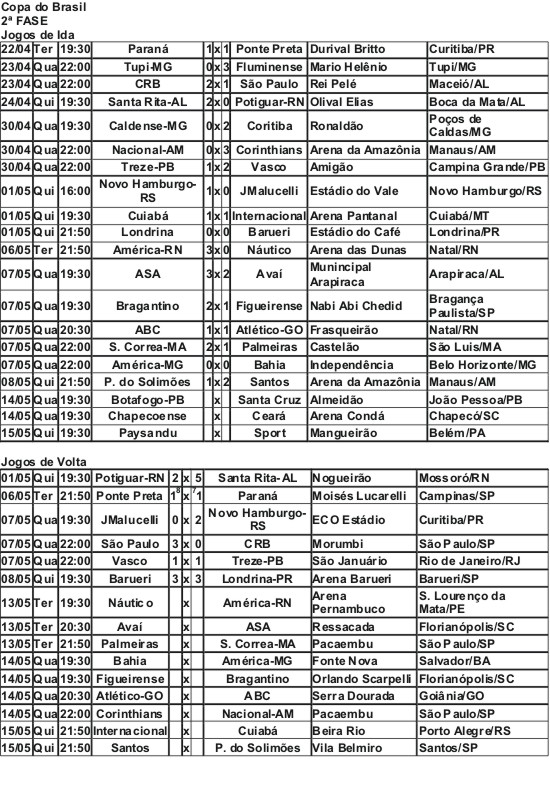 Copa do Brasil
2ª FASE
Jogos de Ida
22/04 Ter 19:30 Paraná 1 x 1 Ponte Preta Durival Britto Curitiba/PR
23/04 Qua 22:00 Tupi-MG 0 x 3 Fluminense Mario Helênio Tupi/MG
23/04 Qua 22:00 CRB 2 x 1 São Paulo Rei Pelé Maceió/AL
24/04 Qui 19:30 Santa Rita-AL 2 x 0 Potiguar-RN Olival Elias Boca da Mata/AL
30/04 Qua 19:30 Caldense-MG 0 x 2 Coritiba Ronaldão Poços de
Caldas/MG
30/04 Qua 22:00 Nacional-AM 0 x 3 Corinthians Arena da Amazônia Manaus/AM
30/04 Qua 22:00 Treze-PB 1 x 2 Vasco Amigão Campina Grande/PB
01/05 Qui 16:00 Novo Hamburgo-
RS 1 x 0 JMalucelli Estádio do Vale Novo Hamburgo/RS
01/05 Qui 19:30 Cuiabá 1 x 1 Internacional Arena Pantanal Cuiabá/MT
01/05 Qui 21:50 Londrina 0 x 0 Barueri Estádio do Café Londrina/PR
06/05 Ter 21:50 América-RN 3 x 0 Náutico Arena das Dunas Natal/RN
07/05 Qua 19:30 ASA 3 x 2 Avaí Munincipal
Arapiraca Arapiraca/AL
07/05 Qua 19:30 Bragantino 2 x 1 Figueirense Nabi Abi Chedid Bragança
Paulista/SP
07/05 Qua 20:30 ABC 1 x 1 Atlético-GO Frasqueirão Natal/RN
07/05 Qua 22:00 S. Correa-MA 2 x 1 Palmeiras Castelão São Luis/MA
07/05 Qua 22:00 América-MG 0 x 0 Bahia Independência Belo Horizonte/MG
08/05 Qui 21:50 P. do Solimões 1 x 2 Santos Arena da Amazônia Manaus/AM
14/05 Qua 19:30 Botafogo-PB x Santa Cruz Almeidão João Pessoa/PB
14/05 Qua 19:30 Chapecoense x Ceará Arena Condá Chapecó/SC
15/05 Qui 19:30 Paysandu x Sport Mangueirão Belém/PA
Jogos de Volta
01/05 Qui 19:30 Potiguar-RN 2 x 5 Santa Rita-AL Nogueirão Mossoró/RN
06/05 Ter 21:50 Ponte Preta 1 8 x 7 1 Paraná Moisés Lucarelli Campinas/SP
07/05 Qua 19:30 JMalucelli 0 x 2 Novo Hamburgo-
RS ECO Estádio Curitiba/PR
07/05 Qua 22:00 São Paulo 3 x 0 CRB Morumbi São Paulo/SP
07/05 Qua 22:00 Vasco 1 x 1 Treze-PB São Januário Rio de Janeiro/RJ
08/05 Qui 19:30 Barueri 3 x 3 Londrina-PR Arena Barueri Barueri/SP
13/05 Ter 19:30 Náutico x América-RN Arena
Pernambuco S. Lourenço da
Mata/PE
13/05 Ter 20:30 Avaí x ASA Ressacada Florianópolis/SC
13/05 Ter 21:50 Palmeiras x S. Correa-MA Pacaembu São Paulo/SP
14/05 Qua 19:30 Bahia x América-MG Fonte Nova Salvador/BA
14/05 Qua 19:30 Figueirense x Bragantino Orlando Scarpelli Florianópolis/SC
14/05 Qua 20:30 Atlético-GO x ABC Serra Dourada Goiânia/GO
14/05 Qua 22:00 Corinthians x Nacional-AM Pacaembu São Paulo/SP
15/05 Qui 21:50 Internacional x Cuiabá Beira Rio Porto Alegre/RS
15/05 Qui 21:50 Santos x P. do Solimões Vila Belmiro Santos/SP